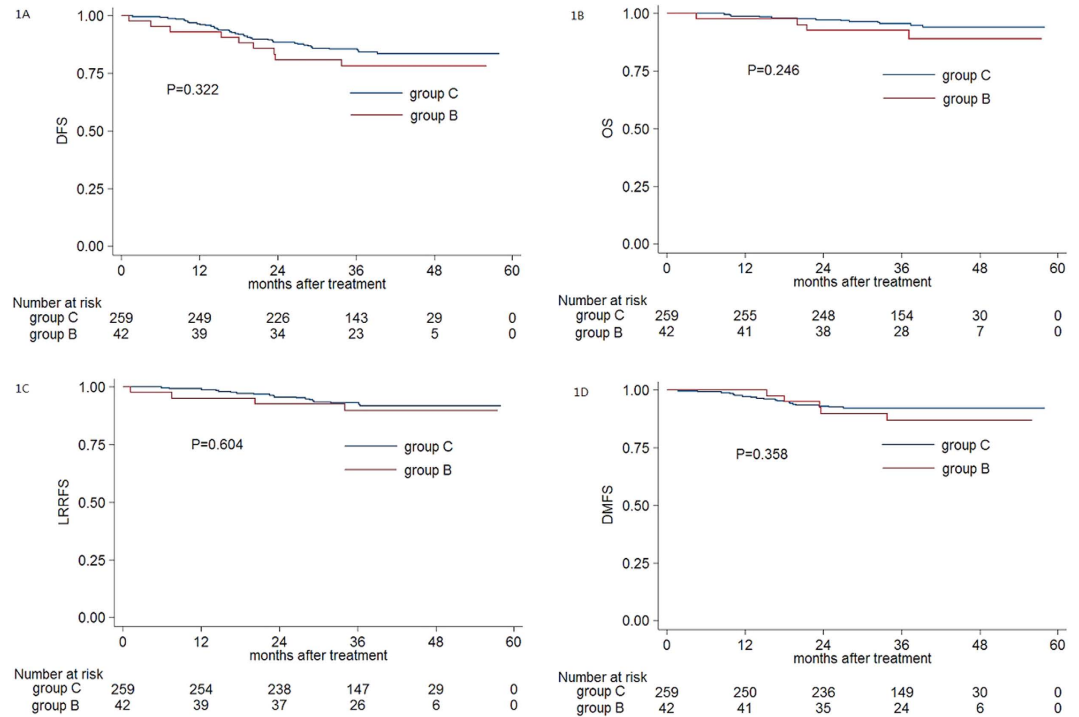 1A
1.00
0.75
0.50
0.25
0.00
DFS
P=0.322
group C
group B
0 12 24 36 48 60
months after treatment
Number at risk
group C 259 249 226 143 29 0
group B 42 39 34 23 5 0
1B
1.00
0.75
0.50
0.25
0.00
OS
P=0.246
group C
group B
0 12 24 36 48 60
months after treatment
Number at risk
group C 259 255 248 154 30 0
group B 42 41 38 28 7 0
1C
1.00
0.75
0.50
0.25
0.00
LRRFS
P=0.604
group C
group B
0 12 24 36 48 60
months after treatment
Number at risk
group C 259 254 238 147 29 0
group B 42 39 37 26 6 0
1D
1.00
0.75
0.50
0.25
0.00
DMFS
P=0.358
group C
group B
0 12 24 36 48 60
months after treatment
Number at risk
group C 259 250 236 149 30 0
group B 42 41 35 24 6 0